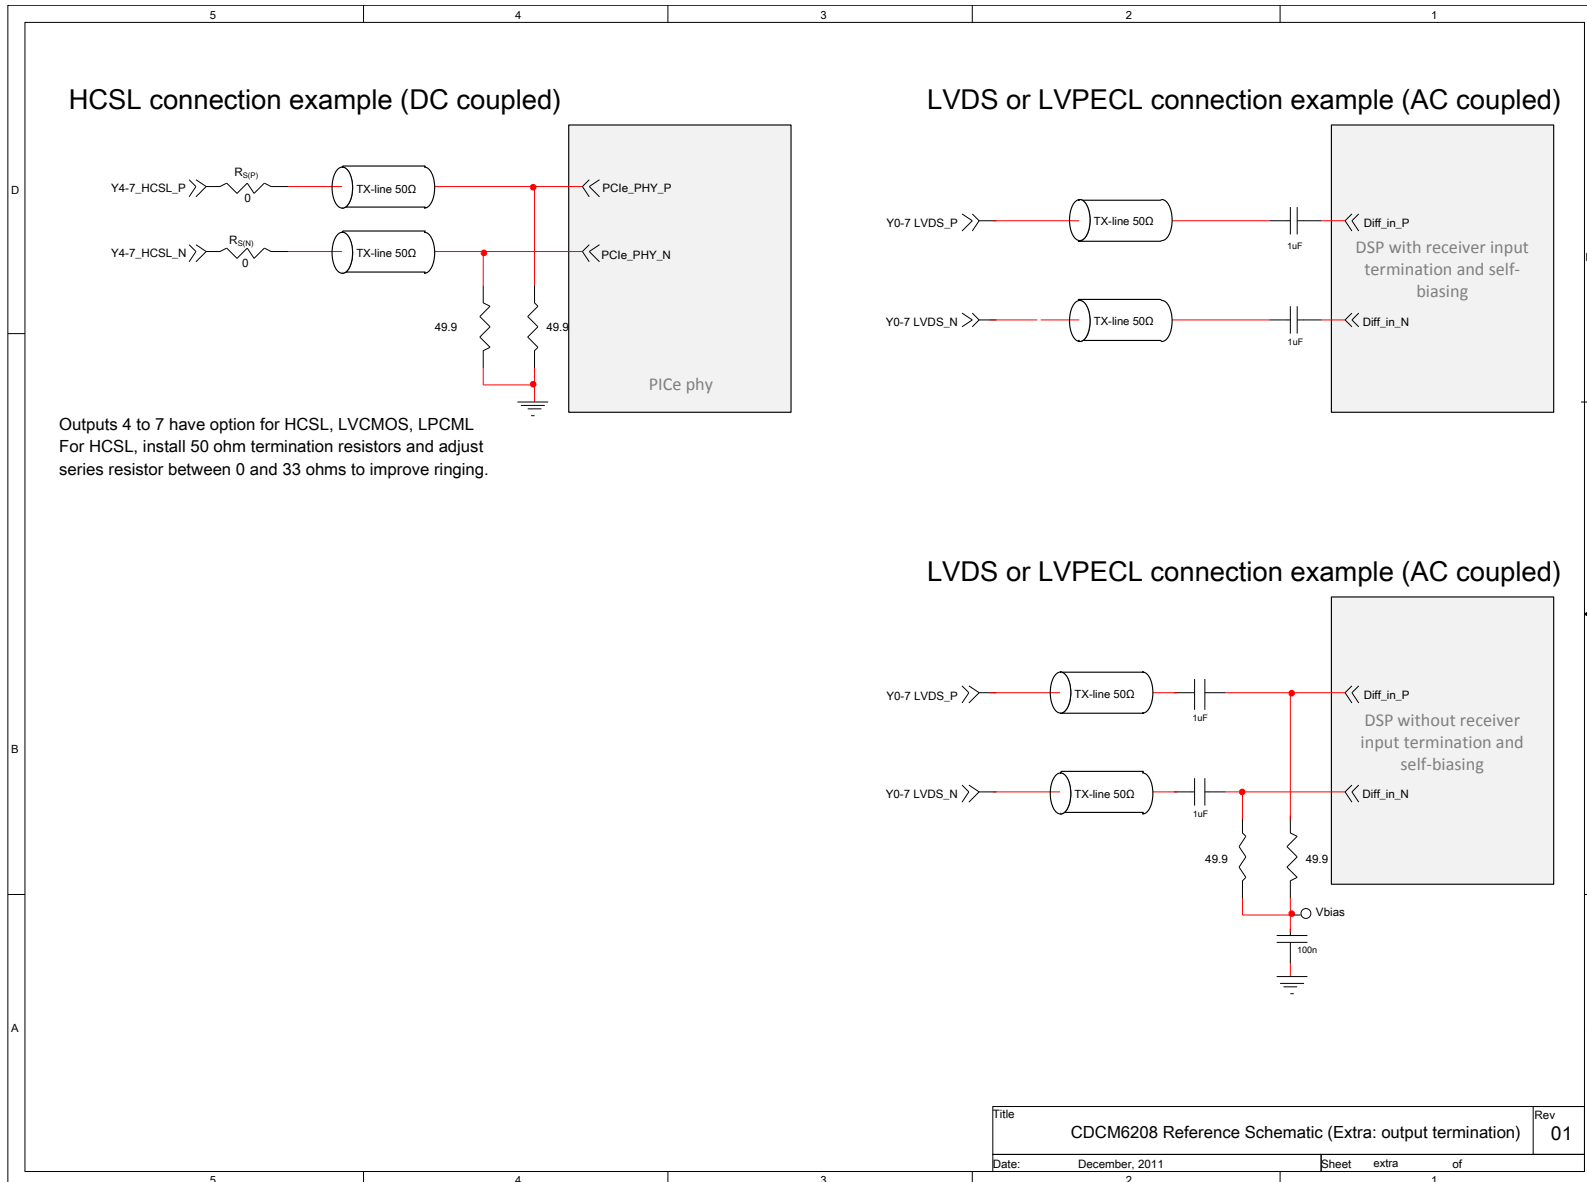 5 4 3 2 1
HCSL connection example (DC coupled)
LVDS or LVPECL connection example (AC coupled)
D
Y4-7_HCSL_P
RS(P)
0
TX-line 50Ω
PCIe_PHY_P
Y4-7_HCSL_N
RS(N)
0
TX-line 50Ω
PCIe_PHY_N
49.9
49.9
PICe phy
Y0-7 LVDS_P
TX-line 50Ω
1uF
Diff_in_P
DSP with receiver input
termination and self-
biasing
Y0-7 LVDS_N
TX-line 50Ω
1uF
Diff_in_N
Outputs 4 to 7 have option for HCSL, LVCMOS, LPCML
For HCSL, install 50 ohm termination resistors and adjust
series resistor between 0 and 33 ohms to improve ringing.
LVDS or LVPECL connection example (AC coupled)
B
Y0-7 LVDS_P
TX-line 50Ω
1uF
Diff_in_P
DSP without receiver
input termination and
self-biasing
Y0-7 LVDS_N
TX-line 50Ω
1uF
Diff_in_N
49.9
49.9
Vbias
100n
A
Title
CDCM6208 Reference Schematic (Extra: output termination)
Rev
01
Date: December, 2011
Sheet extra of
5 4 3 2 1